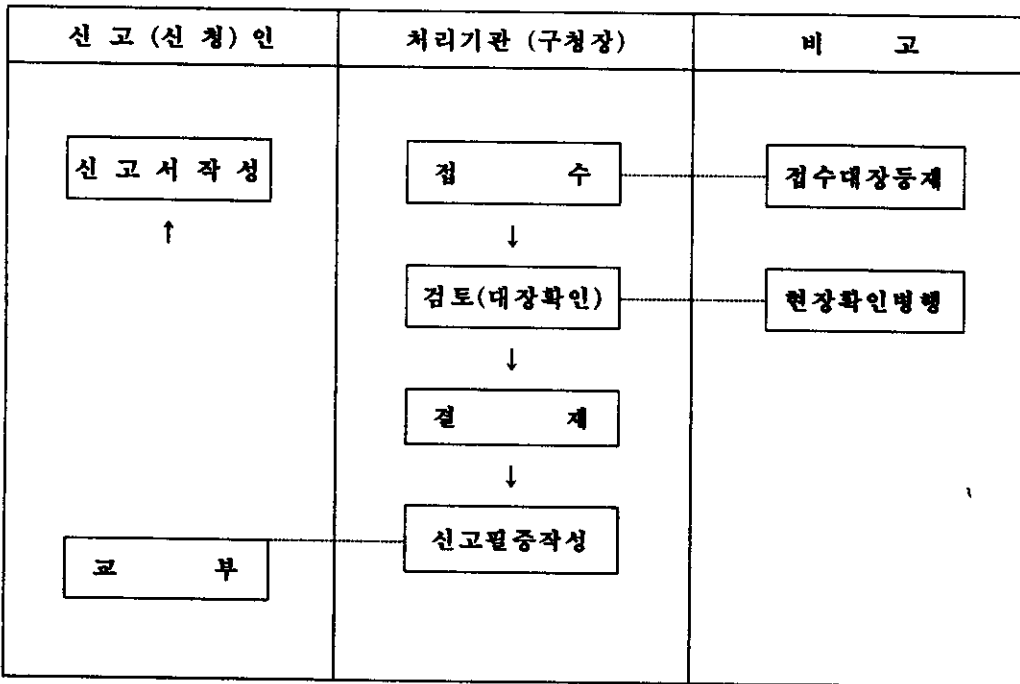 신 고 (신 청) 인 처리기관 (구청장) 비 고
신 고 서 작 성 접 수 접수대장등재
↑ ↓
검토(대장확인) 현장확인병행
↓
결 재
↓
신고필증작성
교 부